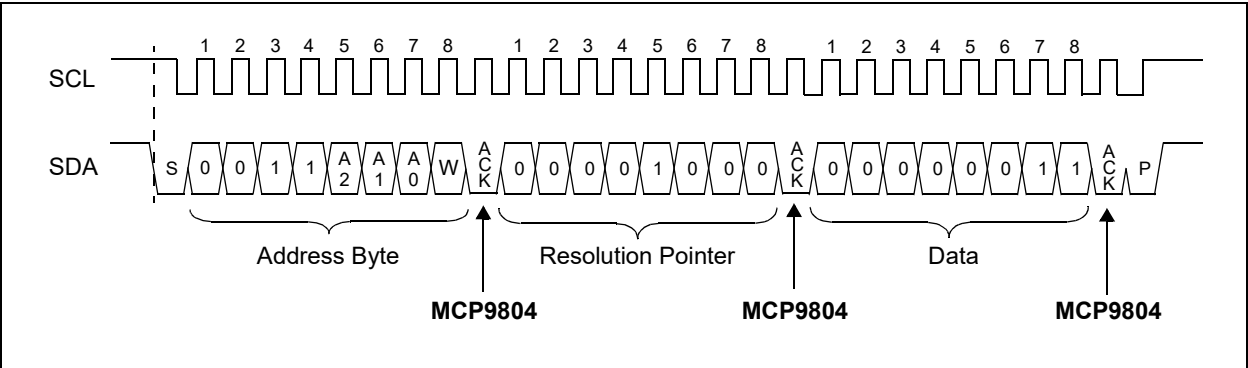 1 2 3 4 5 6 7 8 1 2 3 4 5 6 7 8 1 2 3 4 5 6 7 8
SCL
SDA S 0 0 1 1 A2 A1 A0 W ACK 0 0 0 0 1 0 0 0 ACK 0 0 0 0 0 0 1 1 ACK P
Address Byte Resolution Pointer Data
MCP9804 MCP9804 MCP9804